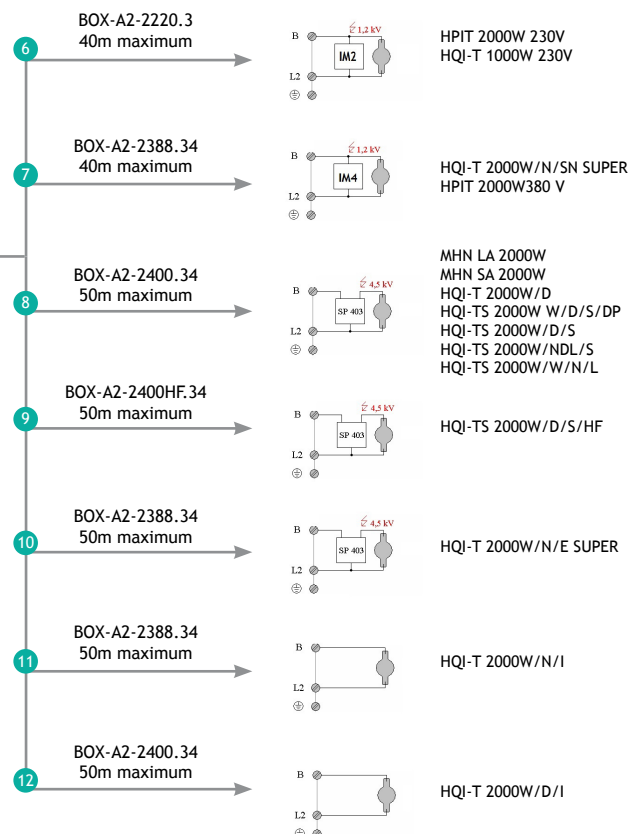 6
BOX-A2-2220.3
40m maximum
1,2 kV
B
IM2
L2
HPIT 2000W 230V
HQI-T 1000W 230V
7
BOX-A2-2388.34
40m maximum
1,2 kV
B
IM4
L2
HQI-T 2000W/N/SN SUPER
HPIT 2000W380 V
8
BOX-A2-2400.34
50m maximum
4,5 kV
B
SP 403
L2
MHN LA 2000W
MHN SA 2000W
HQI-T 2000W/D
HQI-TS 2000W W/D/S/DP
HQI-TS 2000W/D/S
HQI-TS 2000W/NDL/S
HQI-TS 2000W/W/N/L
9
BOX-A2-2400HF.34
50m maximum
4,5 kV
B
SP 403
L2
HQI-TS 2000W/D/S/HF
10
BOX-A2-2388.34
50m maximum
4,5 kV
B
SP 403
L2
HQI-T 2000W/N/E SUPER
11
BOX-A2-2388.34
50m maximum
B
L2
HQI-T 2000W/N/I
12
BOX-A2-2400.34
50m maximum
B
L2
HQI-T 2000W/D/I